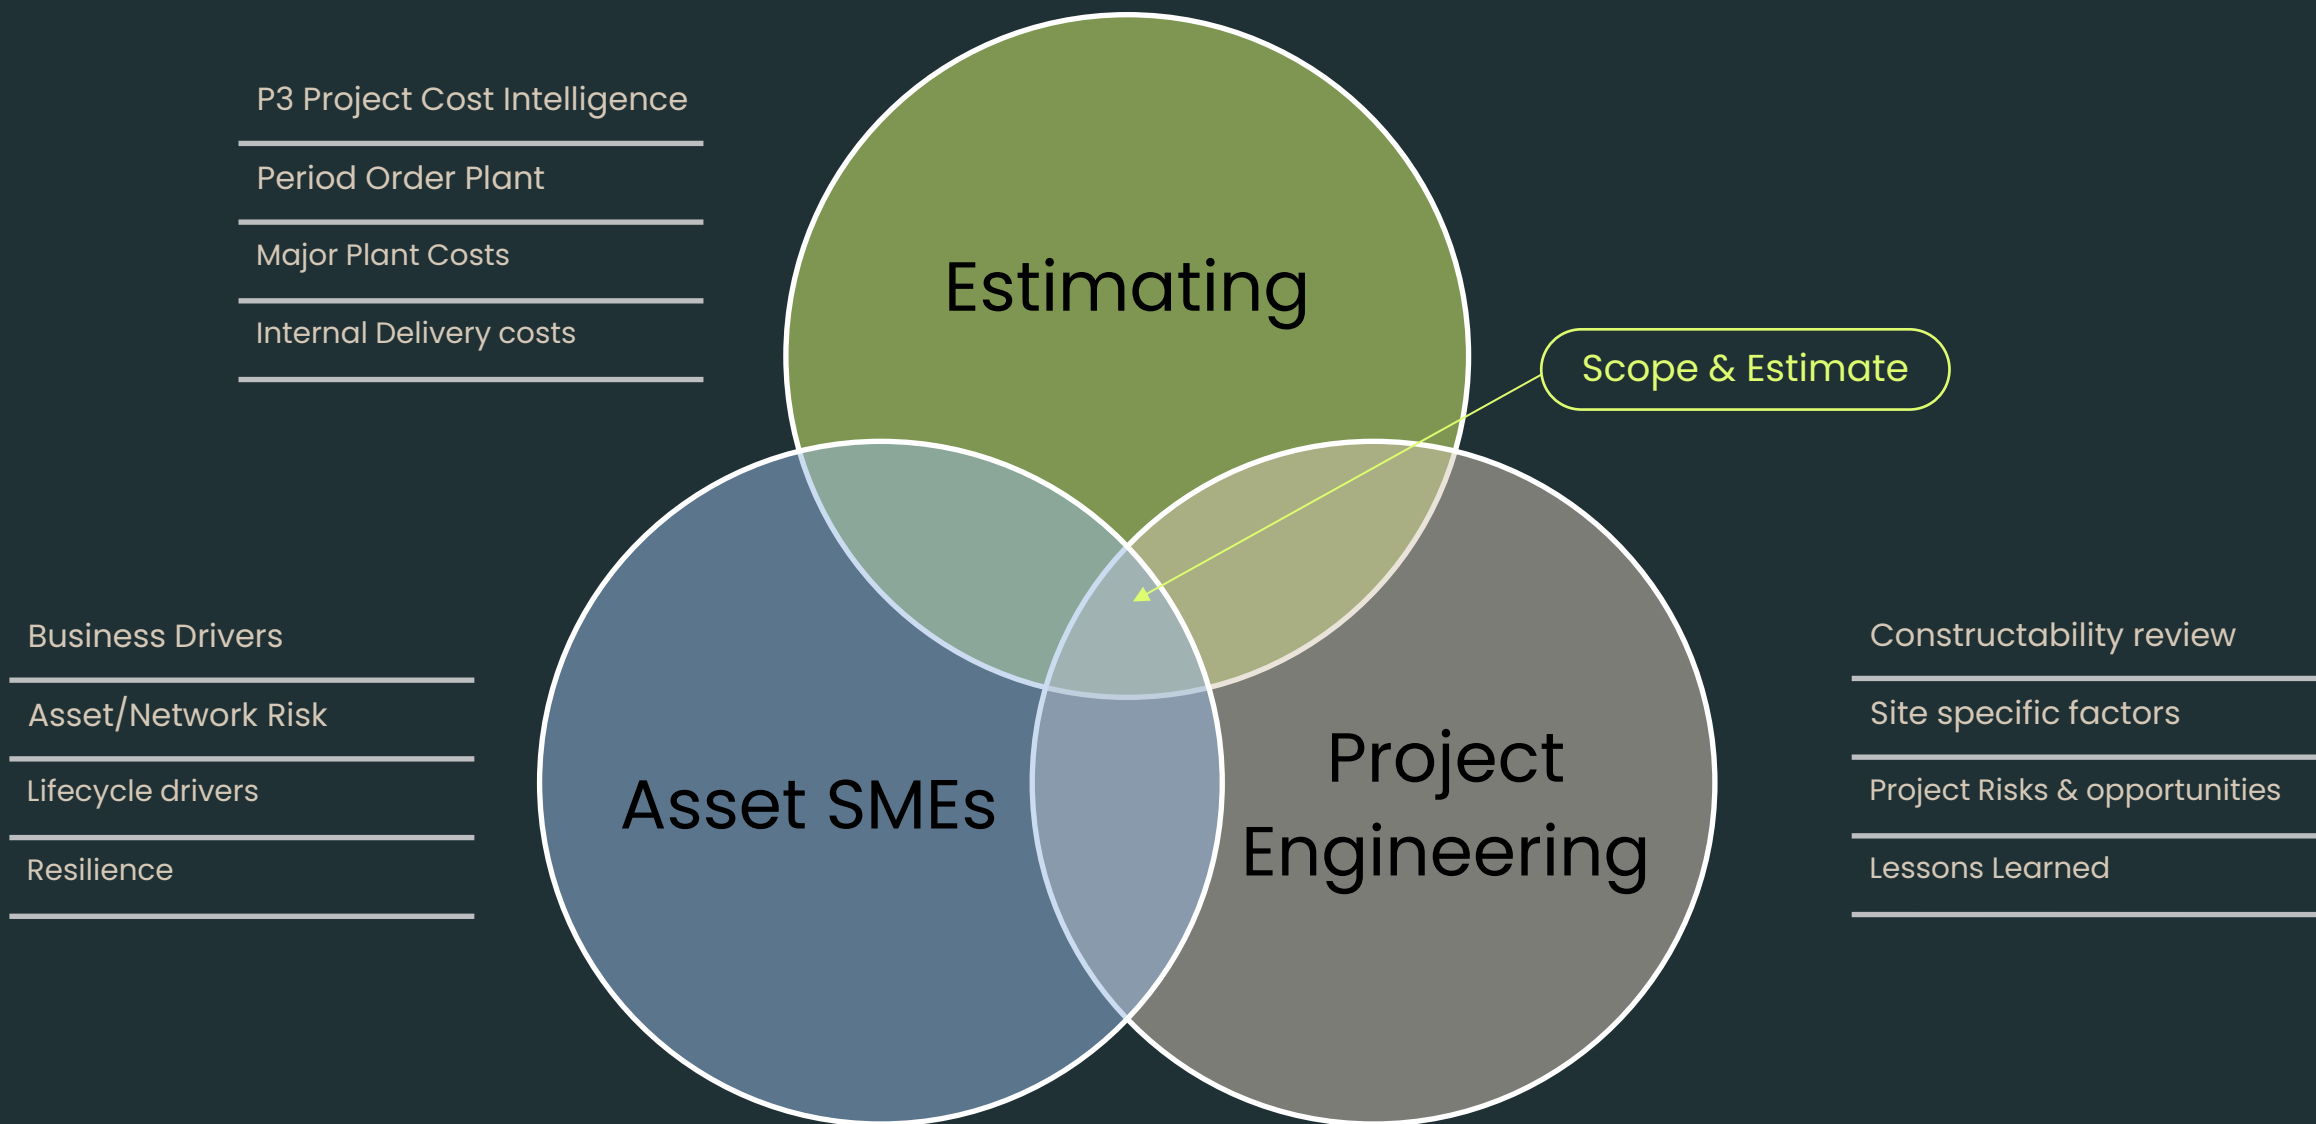 P3 Project Cost Intelligence
Period Order Plant
Major Plant Costs
Internal Delivery costs
Estimating
Scope & Estimate
Business Drivers
Asset/Network Risk
Lifecycle drivers
Resilience
Asset SMEs
Project
Engineering
Constructability review
Site specific factors
Project Risks & opportunities
Lessons Learned